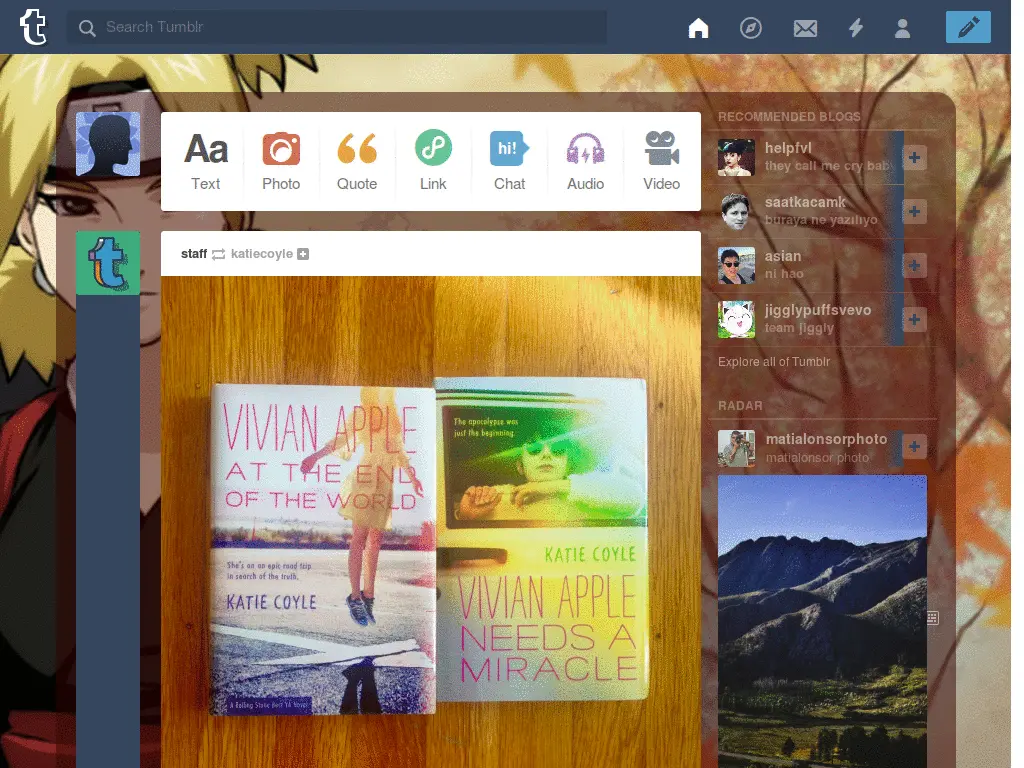 Search Tumblr
Aa
hi!
Text
Photo
Quote
Link
Chat
Audio
Video
staff katiecoyle
VIVIAN APPLE
AT THE END
OF THE WORLD
She's on an epic road trip
in search of the truth.
KATIE COYLE
A Rolling Stone Best YA Novel
The apocalypse was
just the beginning.
KATIE COYLE
VIVIAN APPLE
NEEDS A
MIRACLE
RECOMMENDED BLOGS
helpfvl
they call me cry baby
saatkacamk
buraya ne yazılıyo
asian
ni hao
jigglypuffsvevo
team jiggly
Explore all of Tumblr
RADAR
matialonsorphoto
matialonsor photo